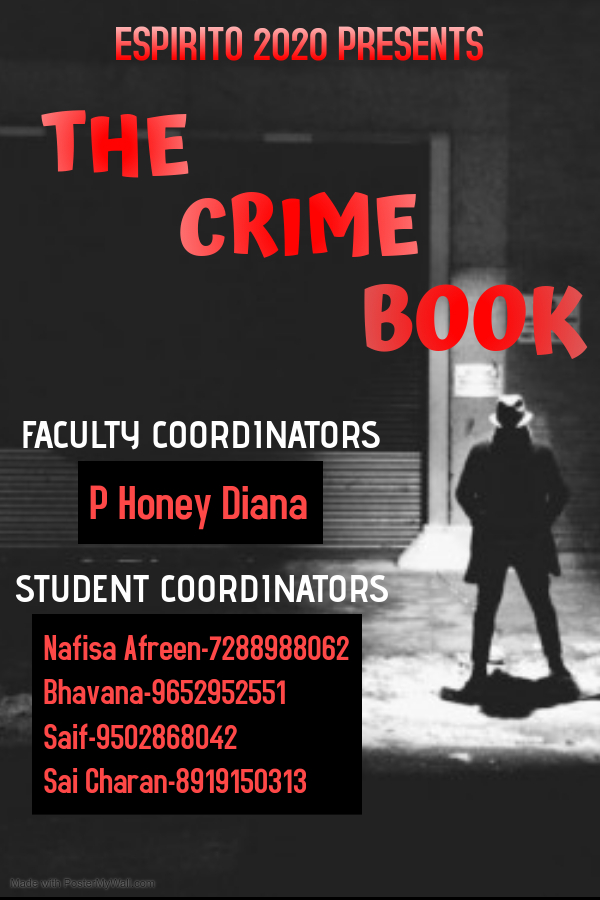 ESPIRITO 2020 PRESENTS
THE
CRIME
BOOK
FACULTY COORDINATORS
P Honey Diana
STUDENT COORDINATORS
Nafisa Afreen-7288988062
Bhavana-9652952551
Saif-9502868042
Sai Charan-8919150313
Made with PosterMyWall.com